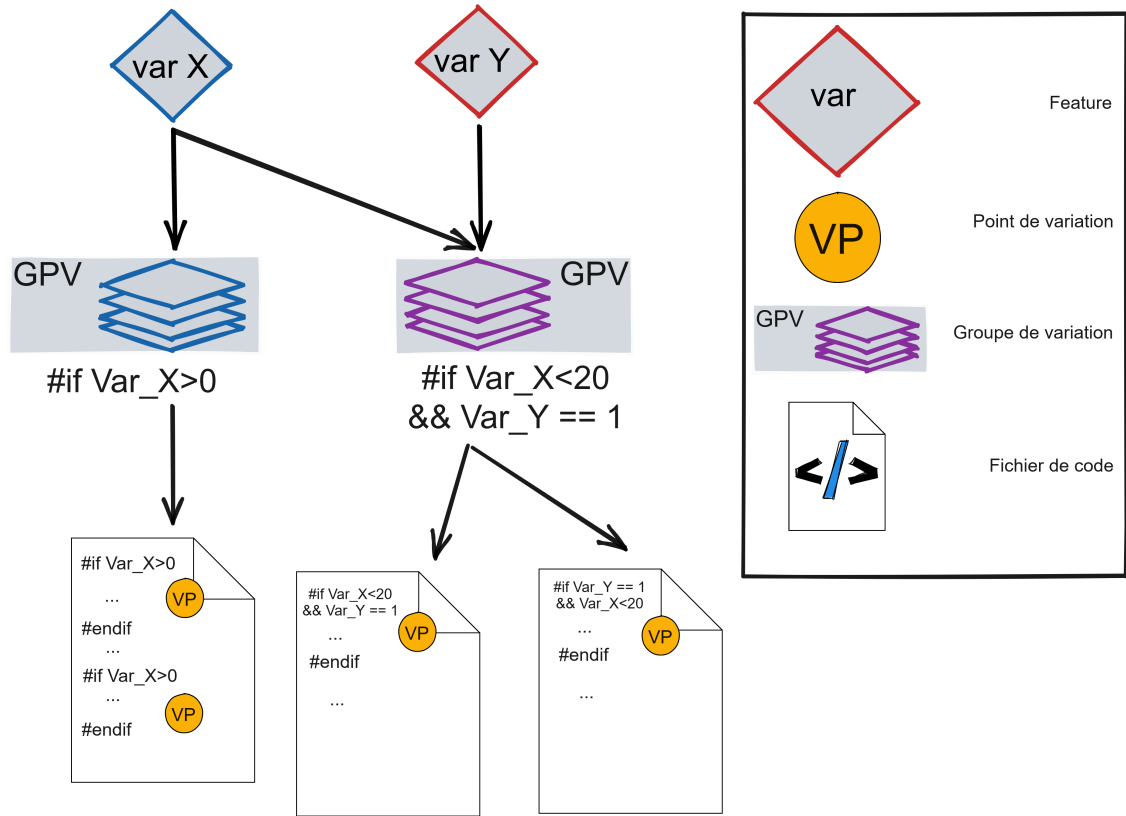 var X
var Y
GPV
GPV
#if Var_X>0
#if Var_X<20
&& Var_Y == 1
#if Var_X>0
...
VP
#endif
...
#if Var_X>0
...
VP
#endif
#if Var_X<20
&& Var_Y == 1
...
VP
#endif
...
#if Var_Y == 1
&& Var_X<20
...
VP
#endif
...
var
Feature
VP
Point de variation
GPV
Groupe de variation
</>
Fichier de code